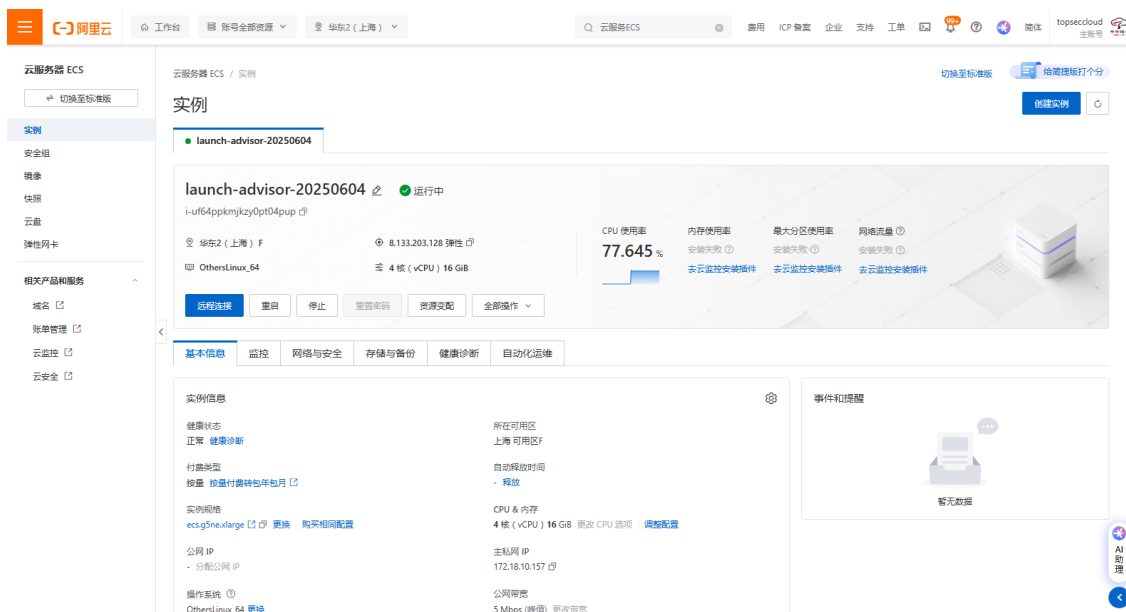 阿里云 工作台 账号全部资源 华东2（上海） 云服务ECS 费用 ICP 备案 企业 支持 工单 99+ 简体 topseccloud
主账号
云服务器 ECS
切换至标准版
实例
安全组
镜像
快照
云盘
弹性网卡
相关产品和服务
域名
账单管理
云监控
云安全
云服务器 ECS / 实例
切换至标准版 给简捷版打个分
实例
创建实例
launch-advisor-20250604
launch-advisor-20250604 运行中
i-uf64ppkmjkzy0pt04pup
华东2（上海）F 8.133.203.128 弹性
OthersLinux_64 4 核（vCPU）16 GiB
CPU 使用率 内存使用率 最大分区使用率 网络流量
77.645 % 安装失败 安装失败 安装失败
去云监控安装插件 去云监控安装插件 去云监控安装插件
远程连接 重启 停止 重置密码 资源变配 全部操作
基本信息 监控 网络与安全 存储与备份 健康诊断 自动化运维
实例信息
健康状态 所在可用区
正常 健康诊断 上海 可用区F
付费类型 自动释放时间
按量 按量付费转包年包月 - 释放
实例规格 CPU & 内存
ecs.g5ne.xlarge 更换 购买相同配置 4 核（vCPU）16 GiB 更改 CPU 选项 调整配置
公网 IP 主私网 IP
- 分配公网 IP 172.18.10.157
操作系统 公网带宽
OthersLinux_64 更换 5 Mbps (峰值) 更改带宽
事件和提醒
暂无数据
AI
助
理